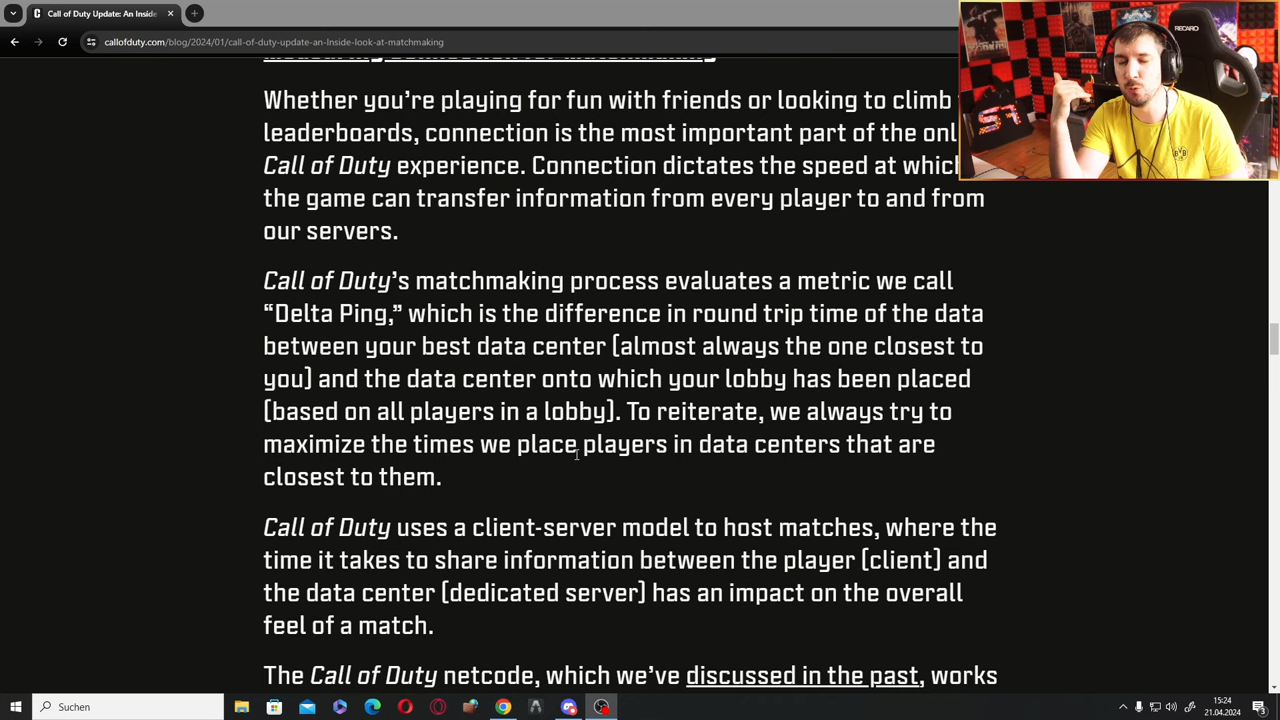 Call of Duty Update: An Inside
callofduty.com/blog/2024/01/call-of-duty-update-an-Inside-look-at-matchmaking
RECARO
Whether you're playing for fun with friends or looking to climb
leaderboards, connection is the most important part of the onl
Call of Duty experience. Connection dictates the speed at which
the game can transfer information from every player to and from
our servers.
Call of Duty's matchmaking process evaluates a metric we call
“Delta Ping,” which is the difference in round trip time of the data
between your best data center [almost always the one closest to
you] and the data center onto which your lobby has been placed
[based on all players in a lobby]. To reiterate, we always try to
maximize the times we place players in data centers that are
closest to them.
Call of Duty uses a client-server model to host matches, where the
time it takes to share information between the player [client] and
the data center [dedicated server] has an impact on the overall
feel of a match.
The Call of Duty netcode, which we've discussed in the past, works
Suchen
15:24
21.04.2024
3